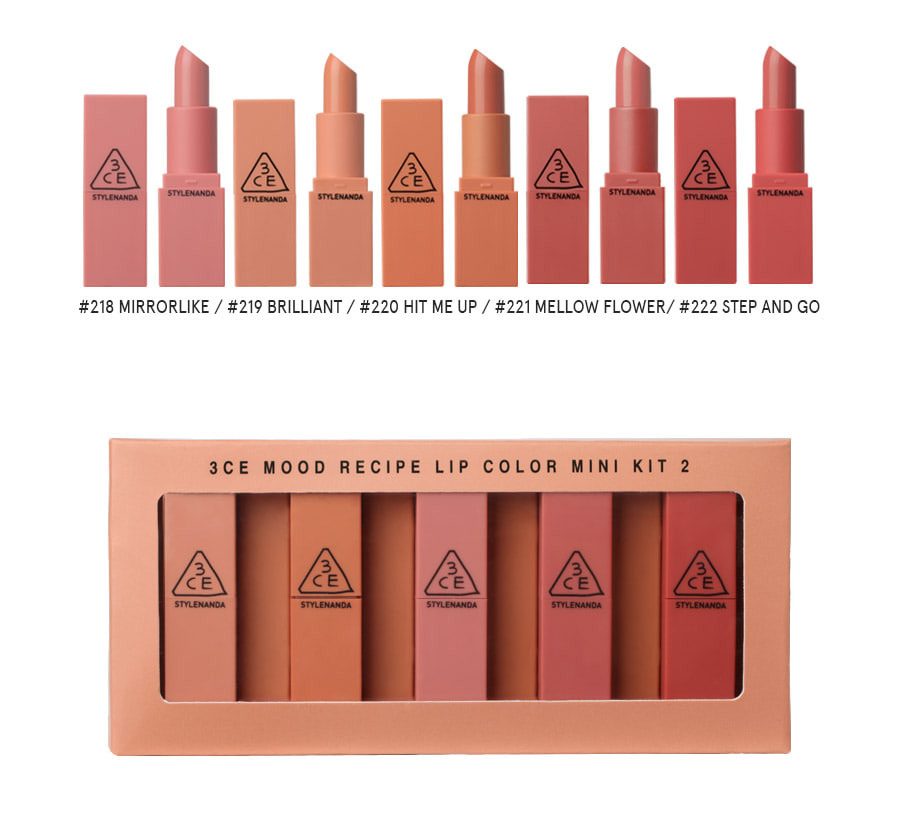 3
CE
STYLENANDA
STYLENANDA
3
CE
STYLENANDA
STYLENANDA
3
CE
STYLENANDA
STYLENANDA
3
CE
STYLENANDA
STYLENANDA
3
CE
STYLENANDA
STYLENANDA
#218 MIRRORLIKE / #219 BRILLIANT / #220 HIT ME UP / #221 MELLOW FLOWER/ #222 STEP AND GO
3CE MOOD RECIPE LIP COLOR MINI KIT 2
3
CE
STYLENANDA
3
CE
STYLENANDA
3
CE
STYLENANDA
3
CE
STYLENANDA
3
CE
STYLENANDA